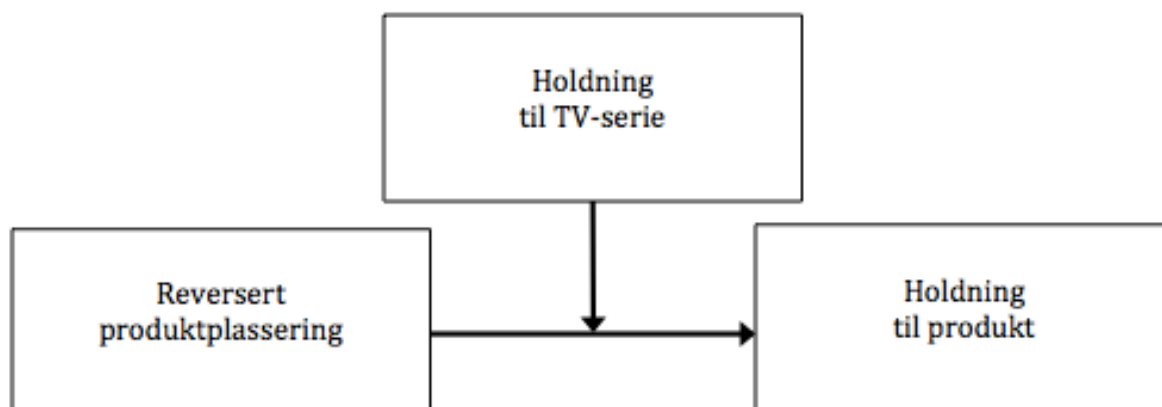 Holdning
til TV-serie
Reversert
produktplassering
Holdning
til produkt